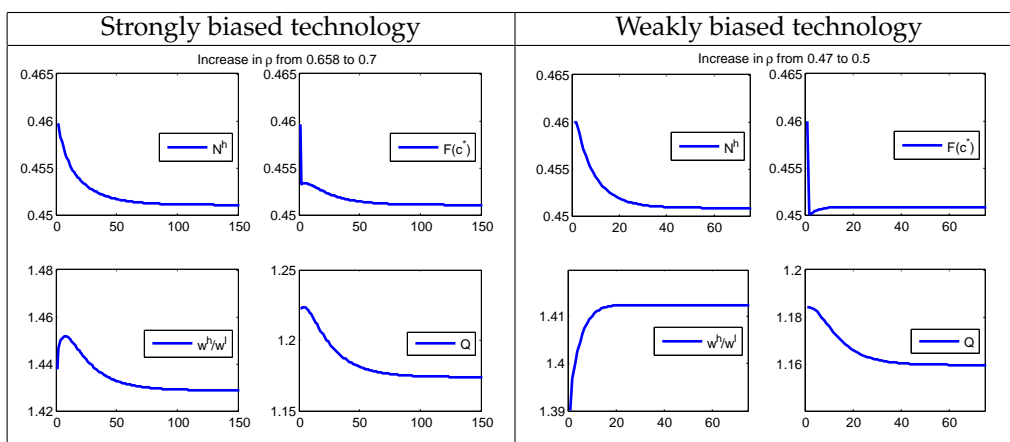 Strongly biased technology
Weakly biased technology
Increase in ρ from 0.658 to 0.7
Increase in ρ from 0.47 to 0.5
0.465
0.46
0.455
0.45
0 50 100 150
N^h
0.465
0.46
0.455
0.45
0 50 100 150
F(c^*)
0.465
0.46
0.455
0.45
0 20 40 60
N^h
0.465
0.46
0.455
0.45
0 20 40 60
F(c^*)
1.48
1.46
1.44
1.42
0 50 100 150
w^h/w^l
1.25
1.2
1.15
0 50 100 150
Q
1.41
1.4
1.39
0 20 40 60
w^h/w^l
1.2
1.18
1.16
0 20 40 60
Q